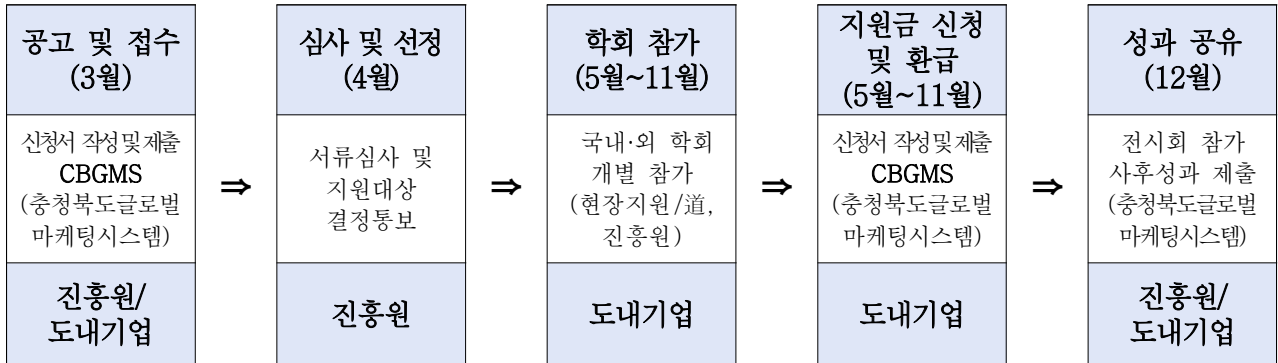 공고 및 접수
(3월)
신청서 작성및제출
CBGMS
(충청북도글로벌
마케팅시스템)
진흥원/
도내기업
⇒
심사 및 선정
(4월)
서류심사 및
지원대상
결정통보
진흥원
⇒
학회 참가
(5월~11월)
국내·외 학회
개별 참가
(현장지원/道,
진흥원)
도내기업
⇒
지원금 신청
및 환급
(5월~11월)
신청서 작성및제출
CBGMS
(충청북도글로벌
마케팅시스템)
도내기업
⇒
성과 공유
(12월)
전시회 참가
사후성과 제출
(충청북도글로벌
마케팅시스템)
진흥원/
도내기업